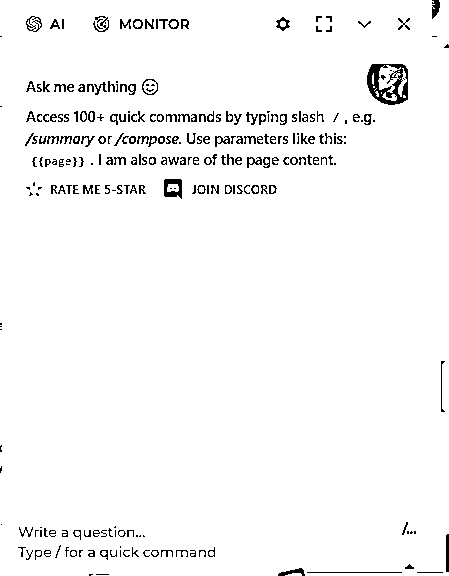 AI MONITOR
Ask me anything
Access 100+ quick commands by typing slash / , e.g.
/summary or /compose. Use parameters like this:
{{page}} . I am also aware of the page content.
RATE ME 5-STAR JOIN DISCORD
Write a question...
/...
Type / for a quick command